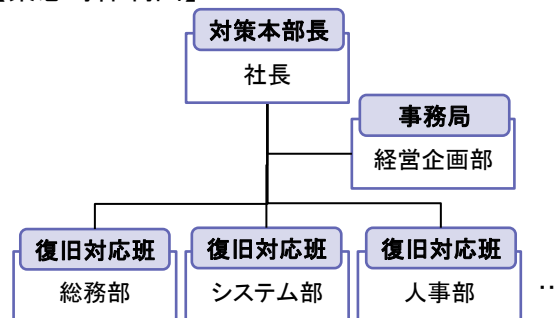 対策本部長
社長
事務局
経営企画部
復旧対応班
総務部
復旧対応班
システム部
復旧対応班
人事部
…